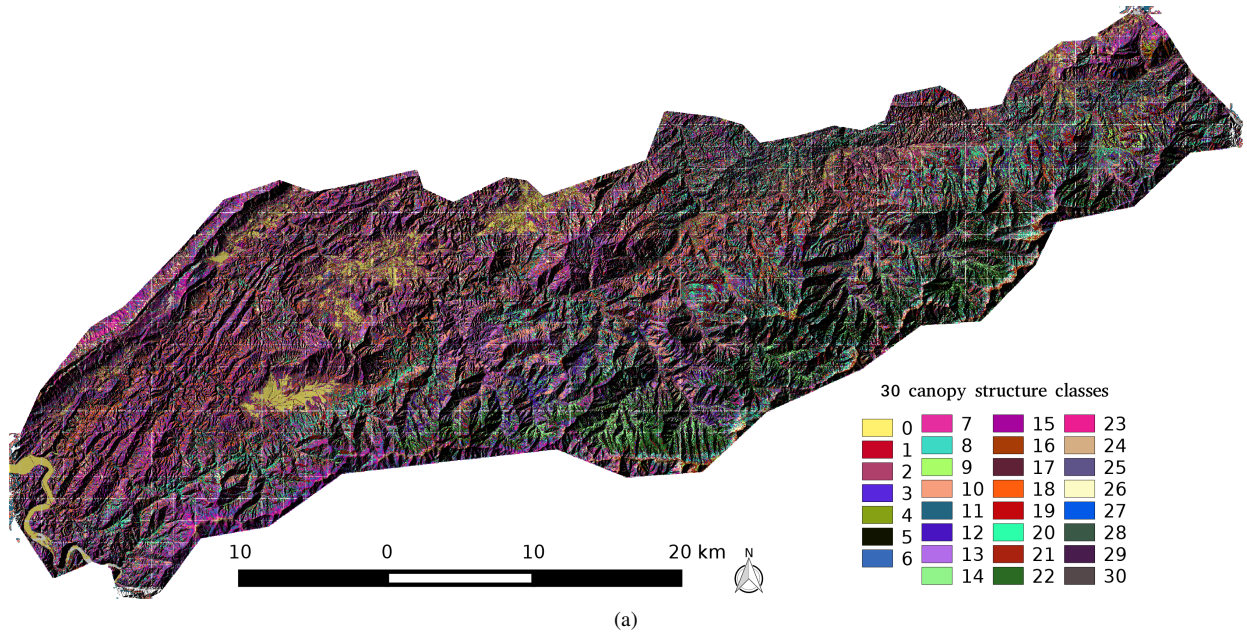 30 canopy structure classes
0 7 15 23
1 8 16 24
2 9 17 25
3 10 18 26
4 11 19 27
5 12 20 28
6 13 21 29
14 22 30
10 0 10 20 km
N
(a)